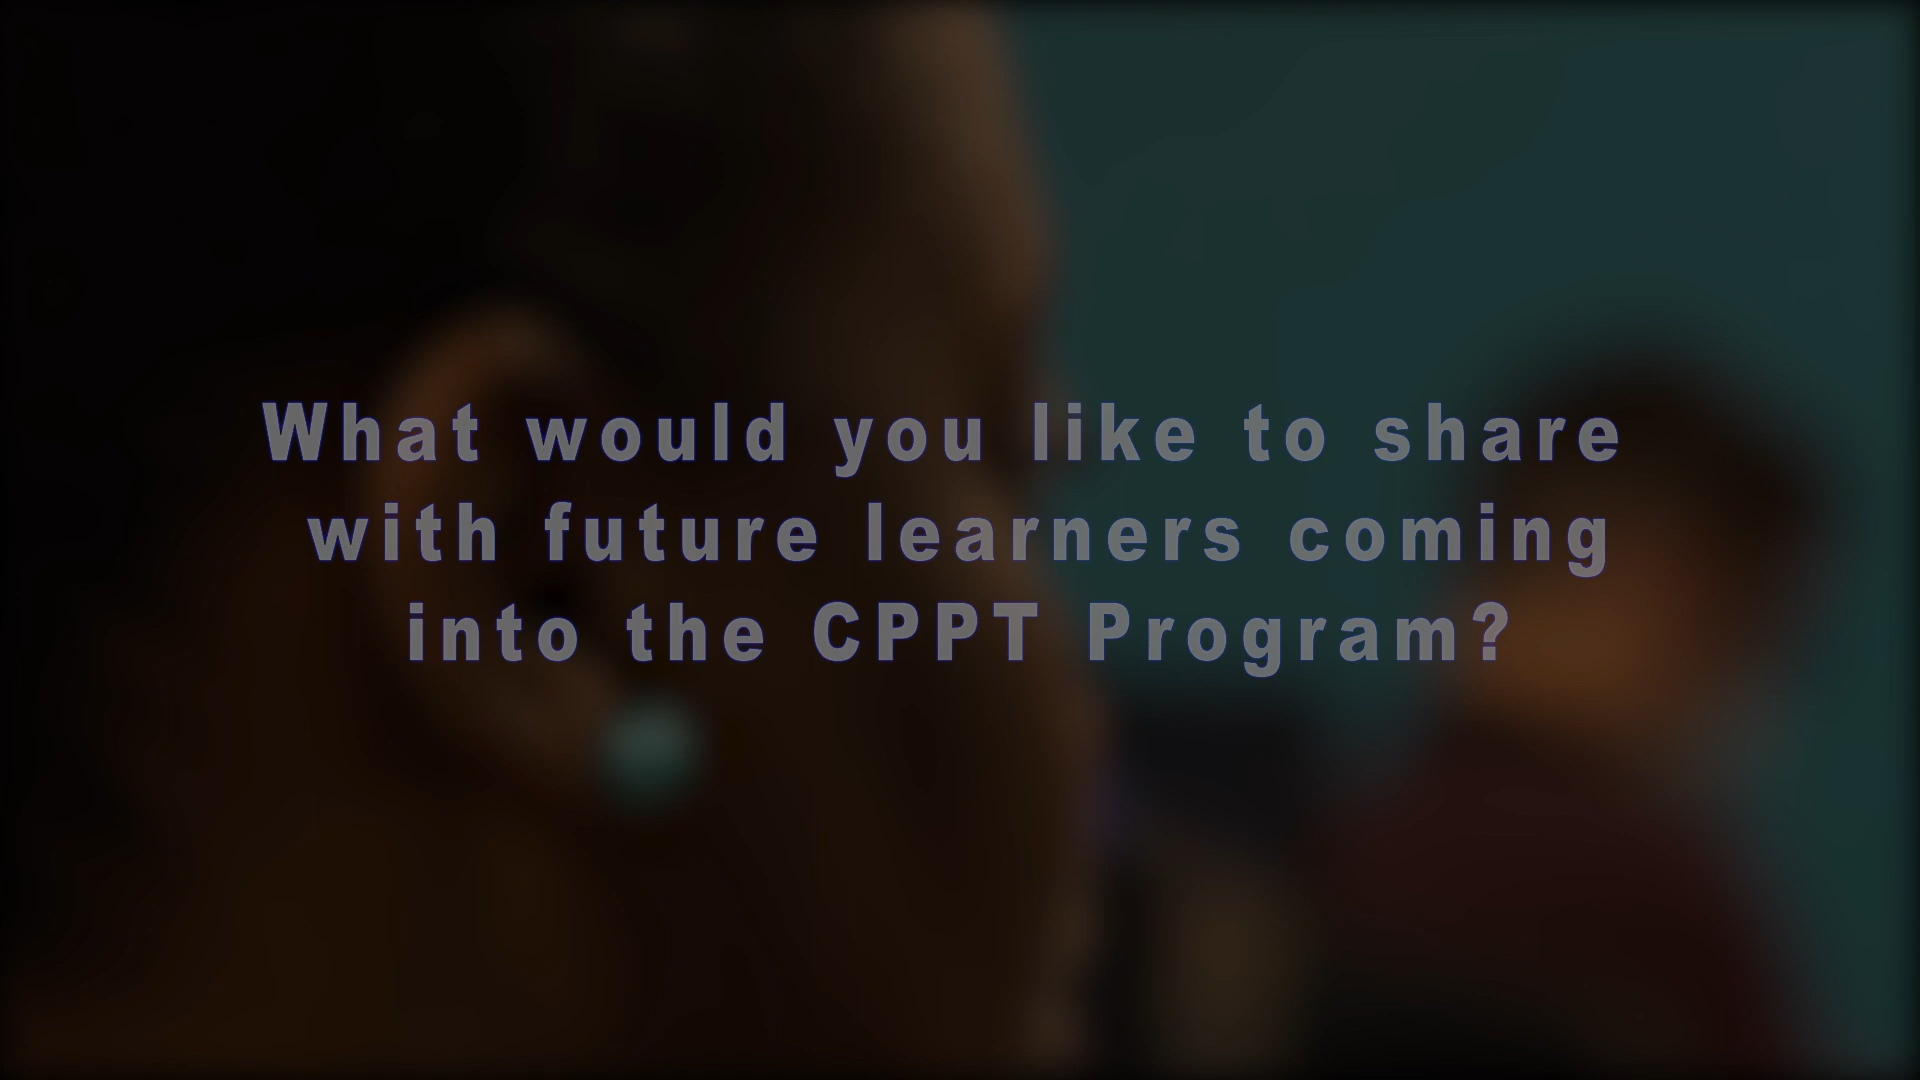 What would you like to share
with future learners coming
into the CPPT Program?